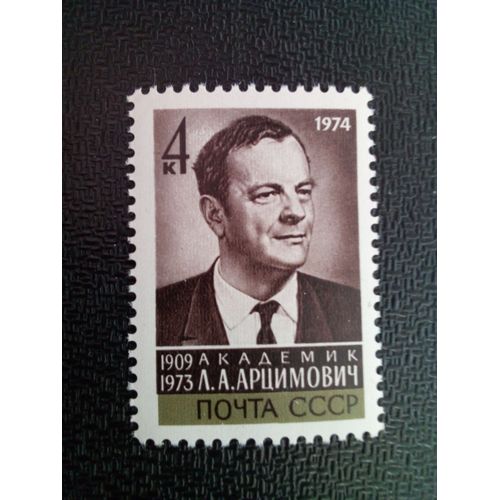 4 к
1974
1909 АКАДЕМИК
1973 Л.А.АРЦИМОВИЧ
ПОЧТА СССР